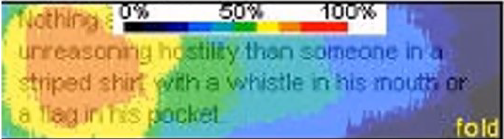 0% 50% 100%
Nothing
unreasoning hostility than someone in a
striped shirt with a whistle in his mouth or
a flag in his pocket
fold